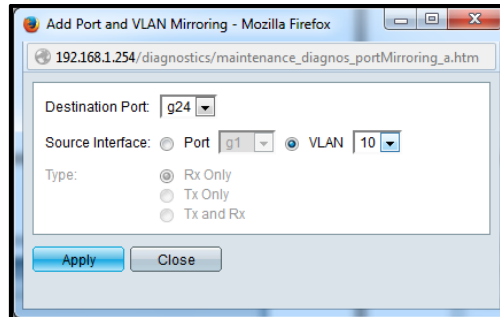 Add Port and VLAN Mirroring - Mozilla Firefox
192.168.1.254/diagnostics/maintenance_diagnos_portMirroring_a.htm
Destination Port: g24
Source Interface: Port g1 VLAN 10
Type: Rx Only
Tx Only
Tx and Rx
Apply Close